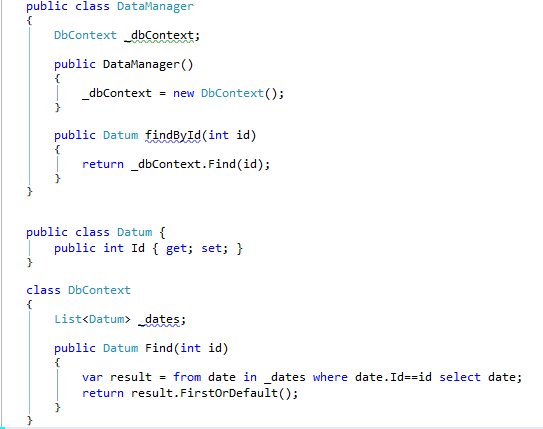 public class DataManager
{
    DbContext _dbContext;

    public DataManager()
    {
        _dbContext = new DbContext();
    }

    public Datum findById(int id)
    {
        return _dbContext.Find(id);
    }
}

public class Datum {
    public int Id { get; set; }
}

class DbContext
{
    List<Datum> _dates;

    public Datum Find(int id)
    {
        var result = from date in _dates where date.Id==id select date;
        return result.FirstOrDefault();
    }
}